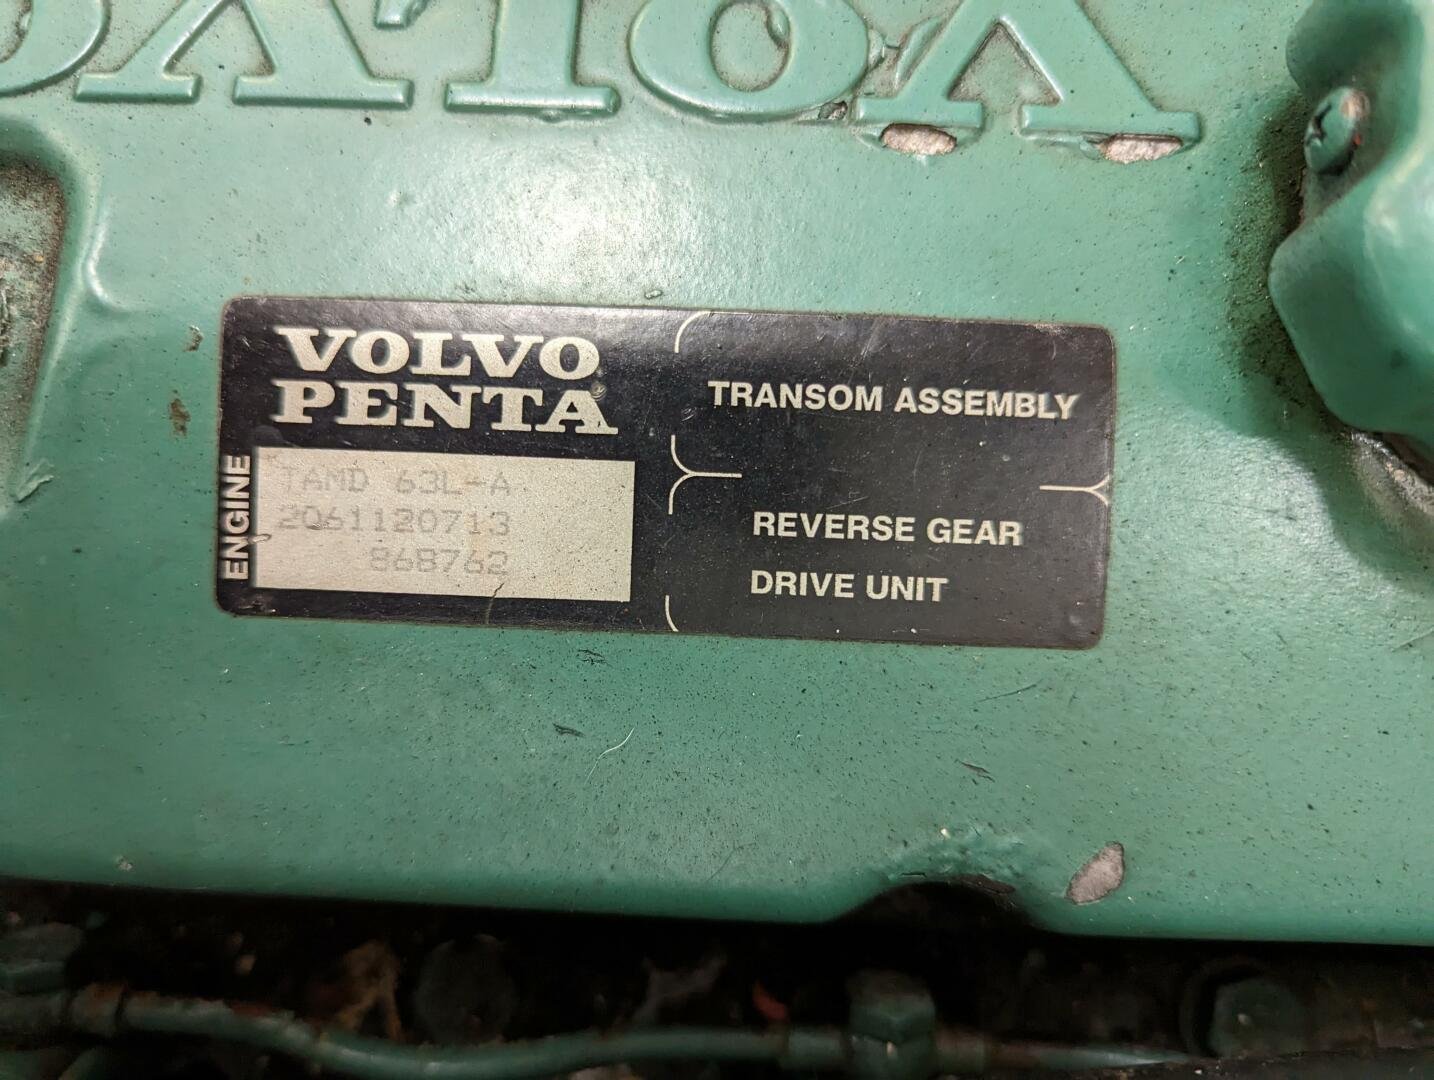 VOLVO
VOLVO
PENTA
ENGINE
TAMD 63L-A
2061120713
868762
TRANSOM ASSEMBLY
REVERSE GEAR
DRIVE UNIT